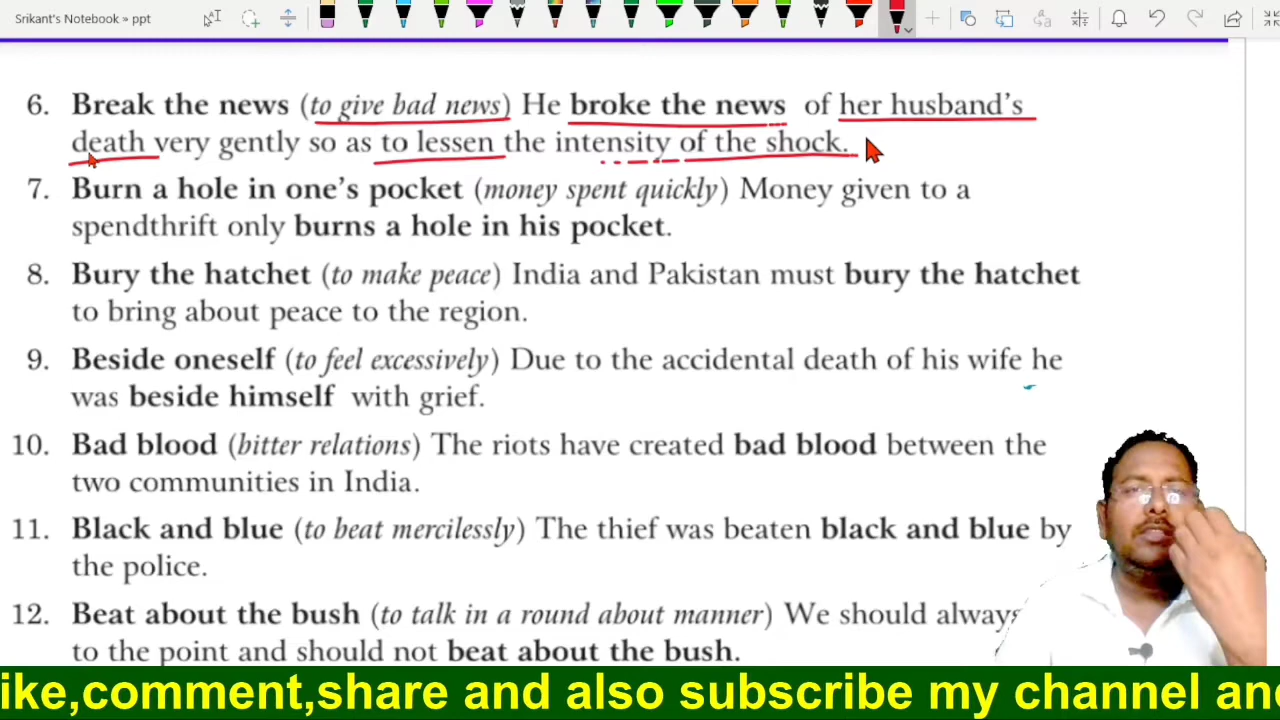 Srikant's Notebook » ppt
6. Break the news (to give bad news) He broke the news of her husband's
death very gently so as to lessen the intensity of the shock.
7. Burn a hole in one's pocket (money spent quickly) Money given to a
spendthrift only burns a hole in his pocket.
8. Bury the hatchet (to make peace) India and Pakistan must bury the hatchet
to bring about peace to the region.
9. Beside oneself (to feel excessively) Due to the accidental death of his wife he
was beside himself with grief.
10. Bad blood (bitter relations) The riots have created bad blood between the
two communities in India.
11. Black and blue (to beat mercilessly) The thief was beaten black and blue by
the police.
12. Beat about the bush (to talk in a round about manner) We should always
to the point and should not beat about the bush.
ike,comment,share and also subscribe my channel and